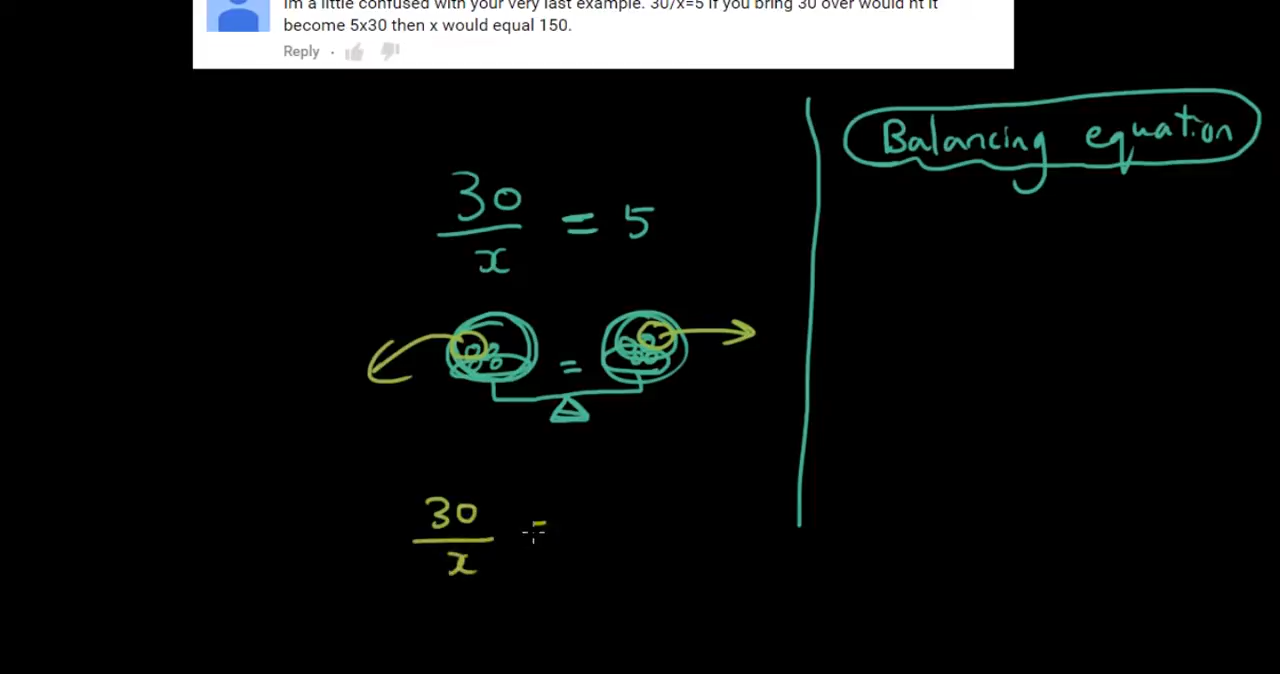 Im a little confused with your very last example. 30/x=5 if you bring 30 over would nt it
become 5x30 then x would equal 150.
Reply ·
Balancing equation
30
x
= 5
=
30
x